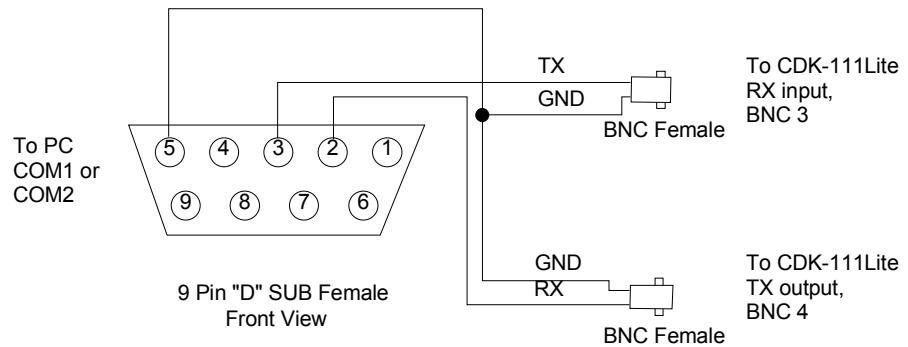 TX
GND
BNC Female
To CDK-111Lite
RX input,
BNC 3
To PC
COM1 or
COM2
5 4 3 2 1
9 8 7 6
9 Pin "D" SUB Female
Front View
GND
RX
BNC Female
To CDK-111Lite
TX output,
BNC 4